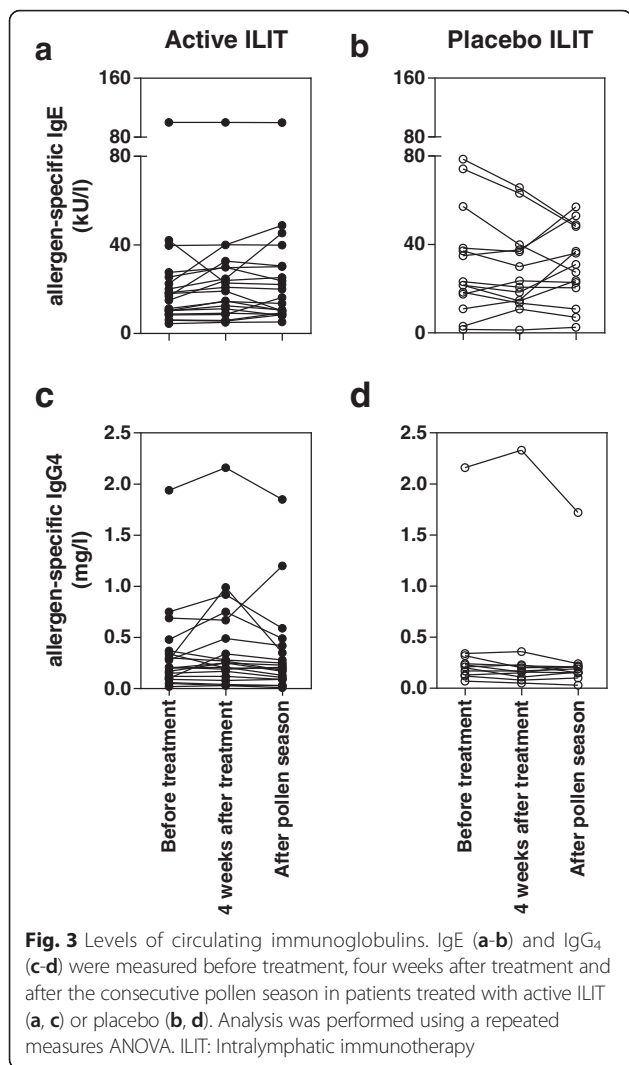 Active ILIT
Placebo ILIT
a
b
allergen-specific IgE
(kU/l)
160
80
80
40
0
160
80
80
40
0
c
d
allergen-specific IgG4
(mg/l)
2.5
2.0
1.5
1.0
0.5
0.0
2.5
2.0
1.5
1.0
0.5
0.0
Before treatment
4 weeks after treatment
After pollen season
Before treatment
4 weeks after treatment
After pollen season
Fig. 3 Levels of circulating immunoglobulins. IgE (a-b) and IgG₄
(c-d) were measured before treatment, four weeks after treatment and
after the consecutive pollen season in patients treated with active ILIT
(a, c) or placebo (b, d). Analysis was performed using a repeated
measures ANOVA. ILIT: Intralymphatic immunotherapy